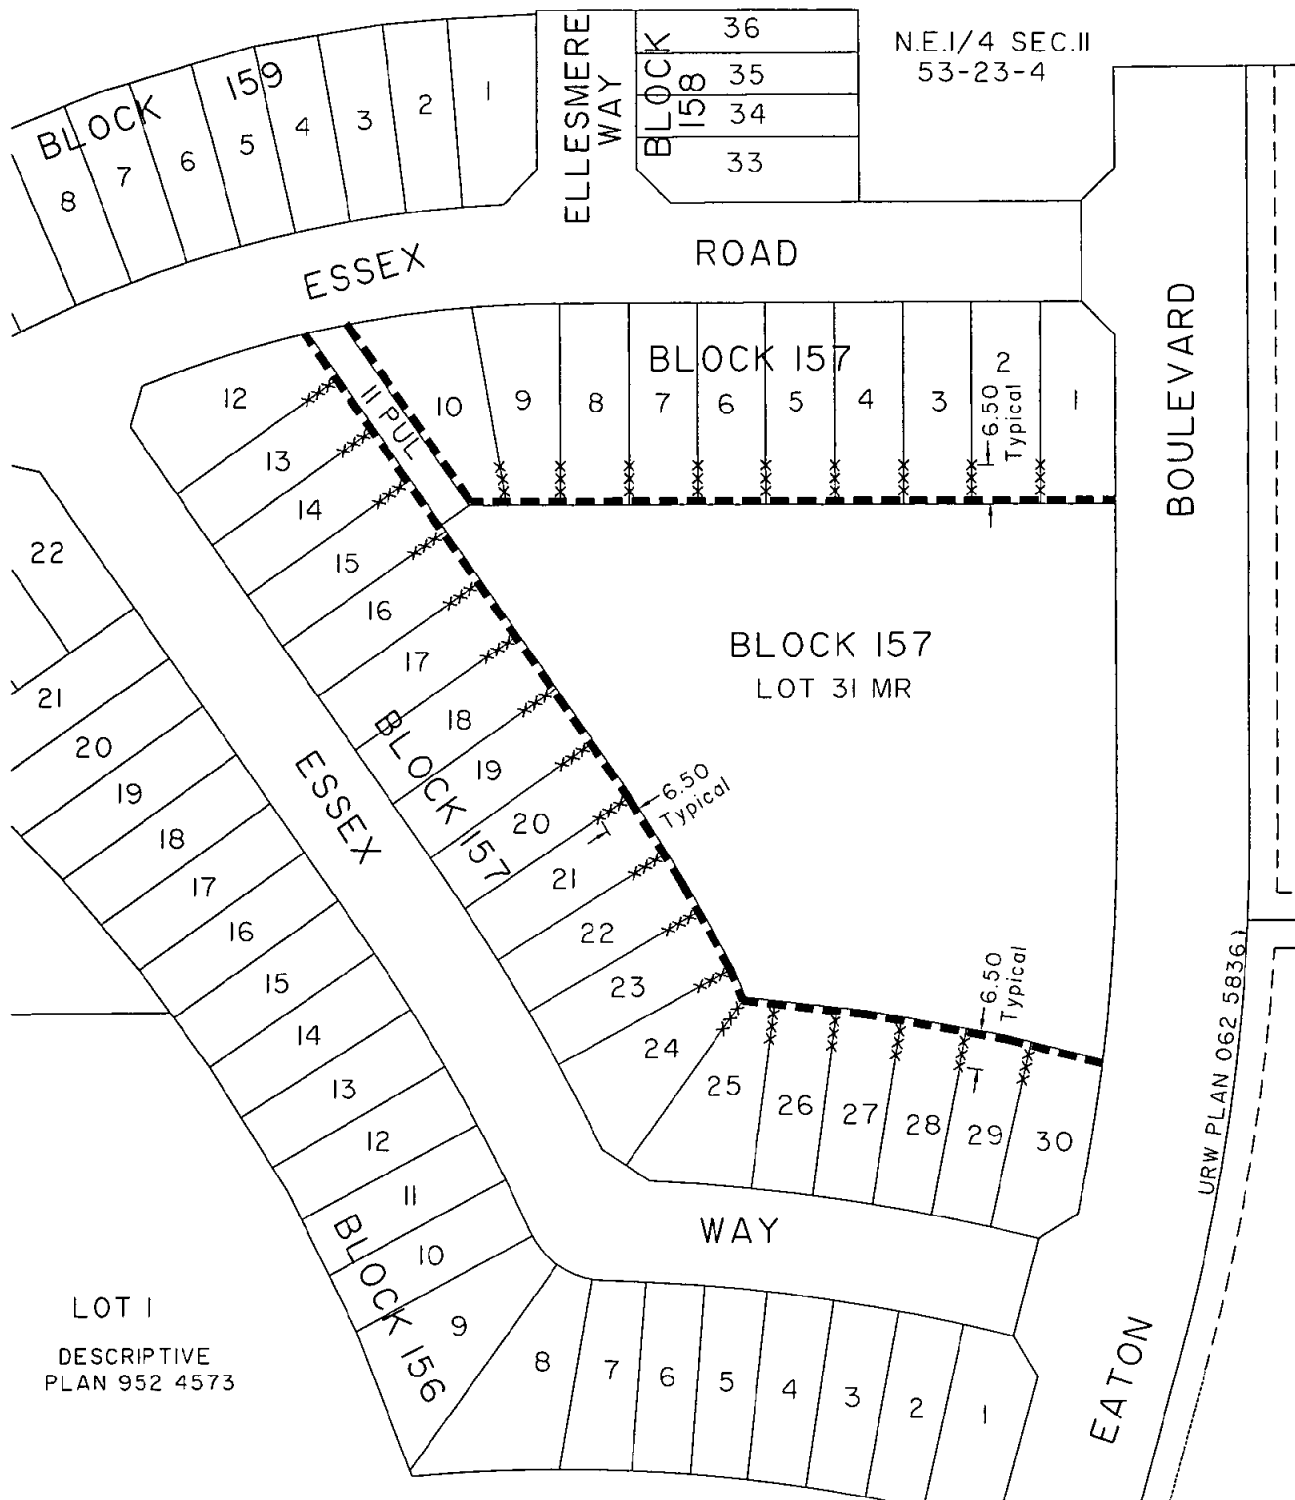 BLOCK 159
8
7
6
5
4
3
2
1
ELLESMERE
WAY
BLOCK
158
36
35
34
33
N.E.1/4 SEC.11
53-23-4
ESSEX
ROAD
BOULEVARD
BLOCK 157
10
9
8
7
6
5
4
3
2
1
6.50
Typical
11 PUL
12
13
14
15
16
17
18
19
20
21
22
23
24
25
26
27
28
29
30
BLOCK 157
BLOCK 157
LOT 31 MR
6.50
Typical
6.50
Typical
ESSEX
WAY
22
21
20
19
18
17
16
15
14
13
12
11
10
9
8
7
6
5
4
3
2
1
BLOCK 156
LOT 1
DESCRIPTIVE
PLAN 952 4573
EATON
URW PLAN 062 5836